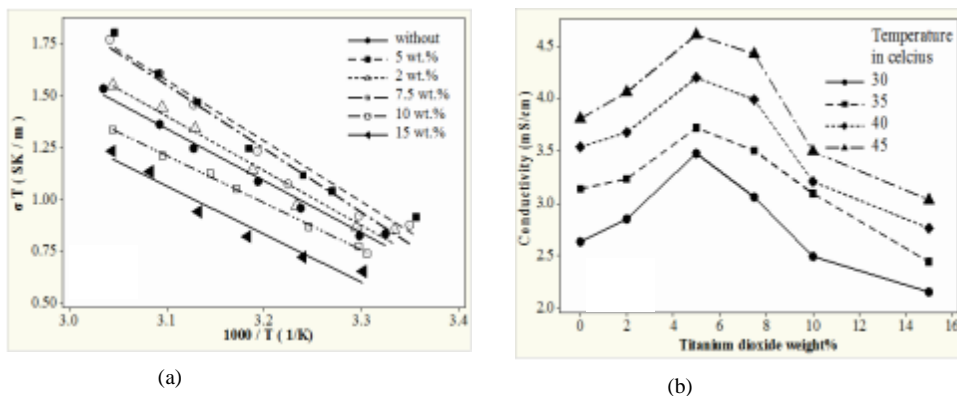 1.75
1.50
1.25
1.00
0.75
0.50
σ T ( SK / m )
without
5 wt.%
2 wt.%
7.5 wt.%
10 wt.%
15 wt.%
3.0 3.1 3.2 3.3 3.4
1000 / T ( 1/K)
(a)
4.5
4.0
3.5
3.0
2.5
2.0
Conductivity (mS/cm)
Temperature
in celcius
30
35
40
45
0 2 4 6 8 10 12 14 16
Titanium dioxide weight%
(b)